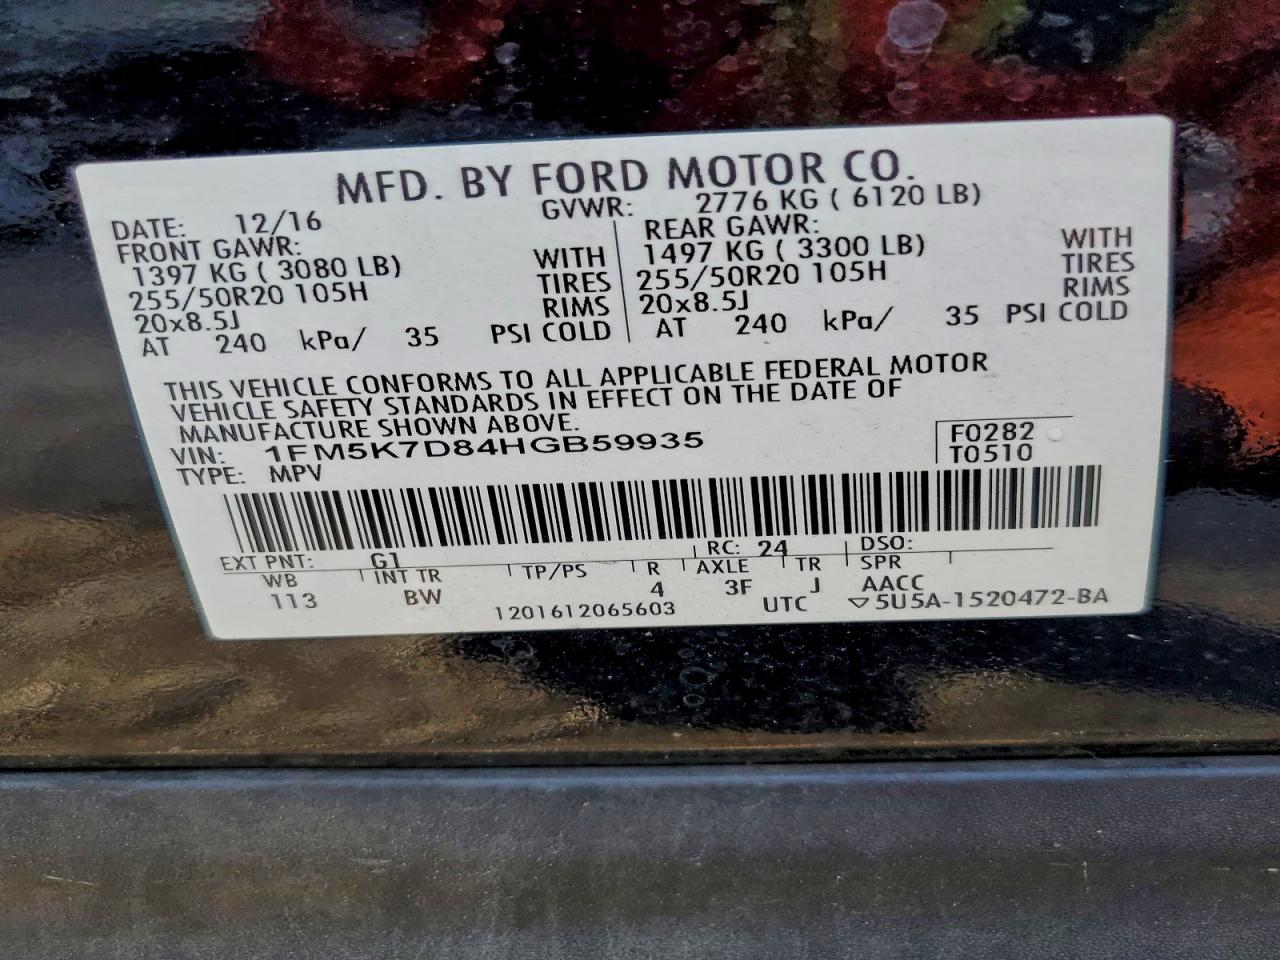 MFD. BY FORD MOTOR CO.
DATE: 12/16 GVWR: 2776 KG ( 6120 LB)
FRONT GAWR: REAR GAWR:
1397 KG ( 3080 LB) WITH 1497 KG ( 3300 LB) WITH
255/50R20 105H TIRES 255/50R20 105H TIRES
20x8.5J RIMS 20x8.5J RIMS
AT 240 kPa/ 35 PSI COLD AT 240 kPa/ 35 PSI COLD
THIS VEHICLE CONFORMS TO ALL APPLICABLE FEDERAL MOTOR
VEHICLE SAFETY STANDARDS IN EFFECT ON THE DATE OF
MANUFACTURE SHOWN ABOVE.
VIN: 1FM5K7D84HGB59935 F0282
TYPE: MPV T0510
EXT PNT: G1 RC: 24 DSO:
WB INT TR TP/PS R AXLE TR SPR
113 BW 4 3F J AACC
1201612065603 UTC ▽5U5A-1520472-BA